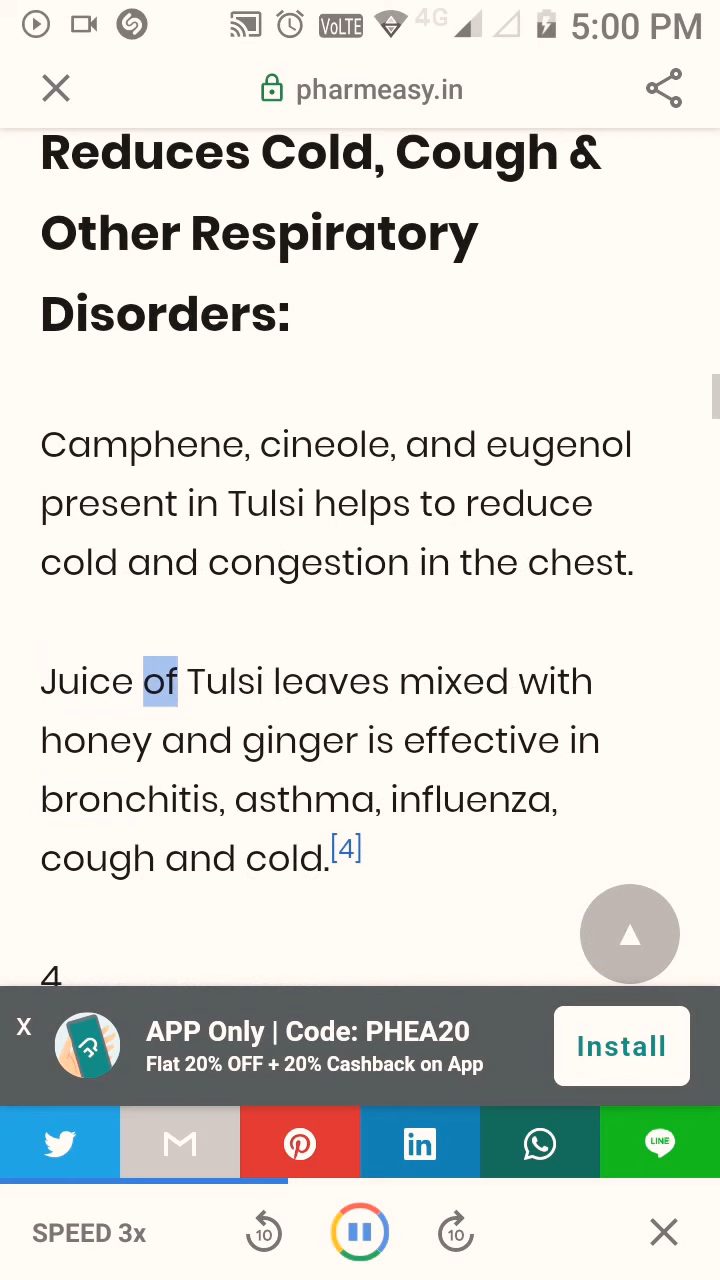 VoLTE 4G 5:00 PM
pharmeasy.in
Reduces Cold, Cough &
Other Respiratory
Disorders:
Camphene, cineole, and eugenol
present in Tulsi helps to reduce
cold and congestion in the chest.
Juice of Tulsi leaves mixed with
honey and ginger is effective in
bronchitis, asthma, influenza,
cough and cold.[4]
4
X
APP Only | Code: PHEA20
Flat 20% OFF + 20% Cashback on App
Install
LINE
SPEED 3x
10
10